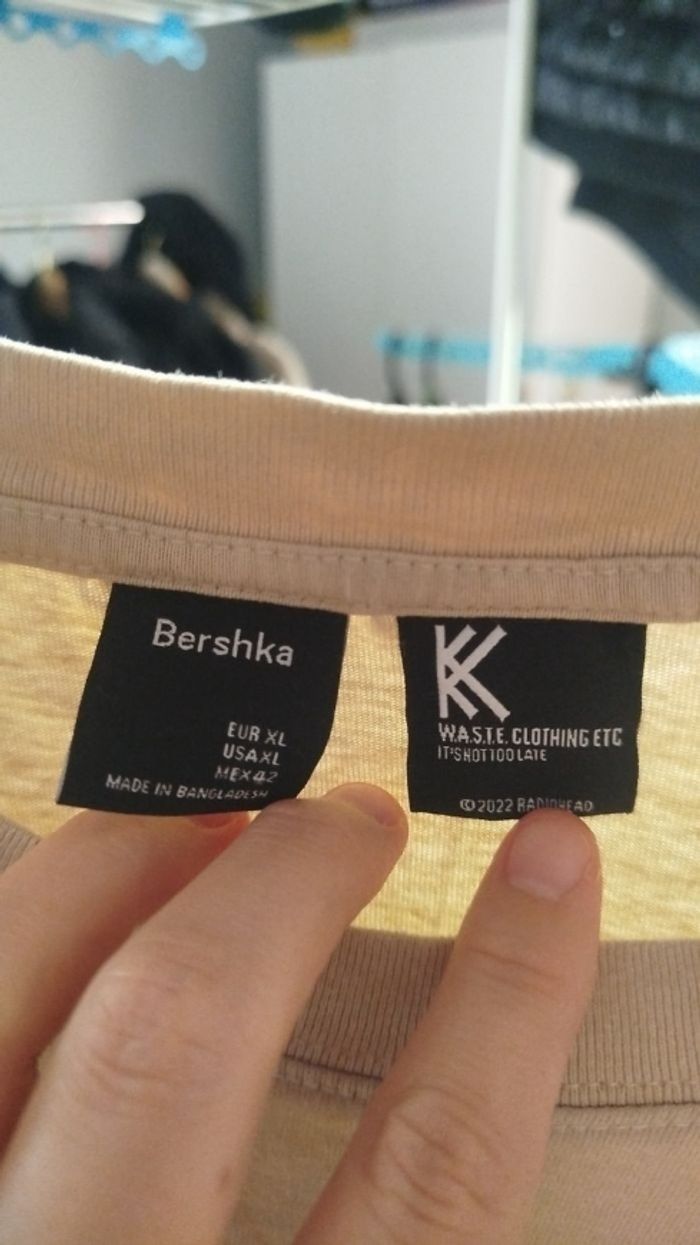 Bershka
EUR XL
USA XL
MEX 42
MADE IN BANGLADESH
W.A.S.T.E. CLOTHING ETC
IT'S NOT TOO LATE
© 2022 RADIOHEAD